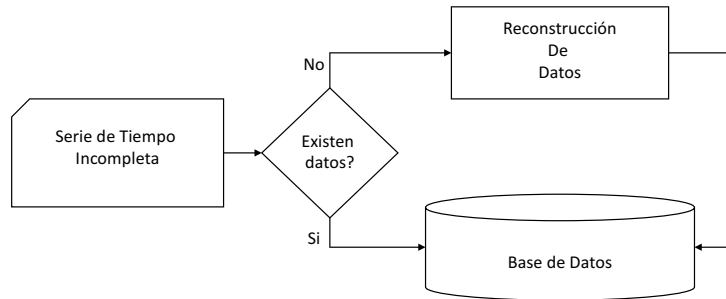 Serie de Tiempo
Incompleta
Existen
datos?
No
Reconstrucción
De
Datos
Si
Base de Datos